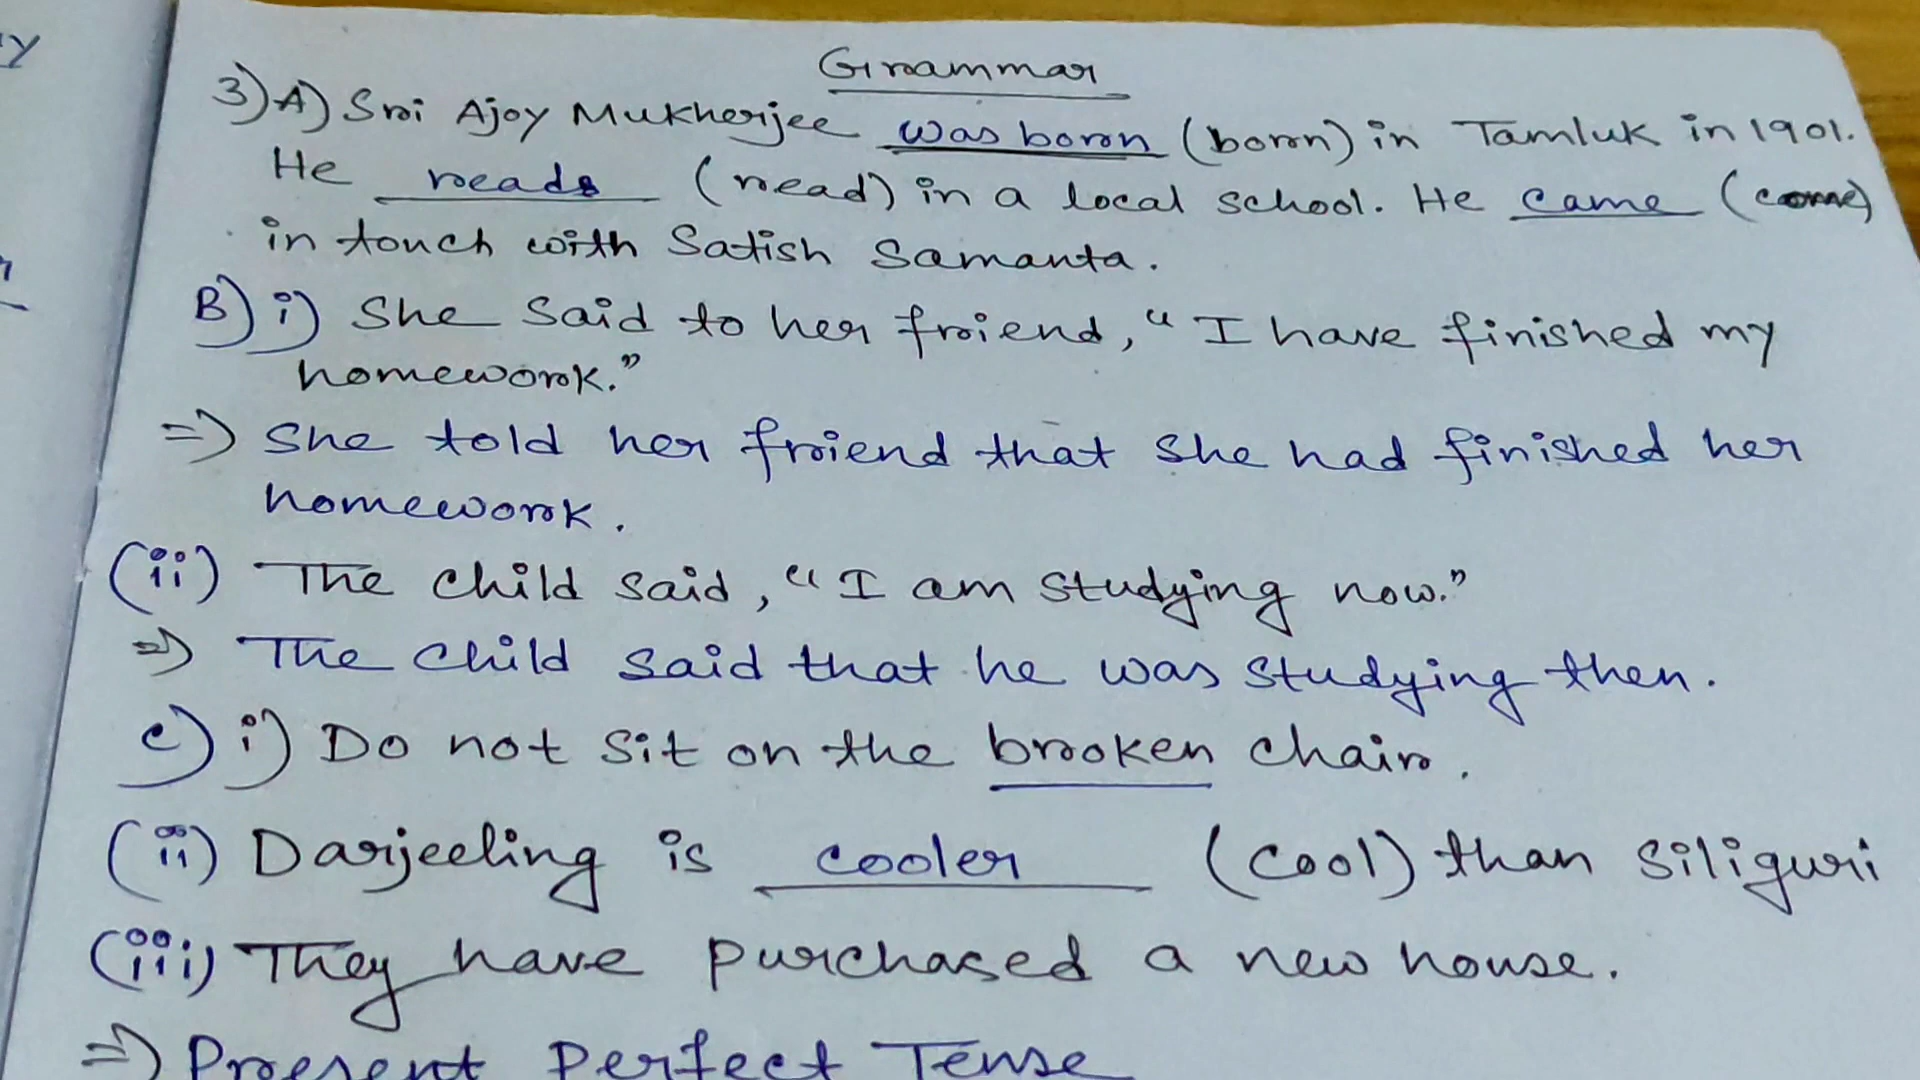 y
Grammar
3) A) Sri Ajoy Mukherjee was born (born) in Tamluk in 1901.
He reads (read) in a local school. He came (come)
in touch with Satish Samanta.
B) i) She said to her friend, "I have finished my
homework."
=> She told her friend that she had finished her
homework.
(ii) The child said, "I am studying now."
=> The child said that he was studying then.
c) i) Do not sit on the broken chair.
(ii) Darjeeling is cooler (cool) than Siliguri
(iii) They have purchased a new house.
=> Present Perfect Tense